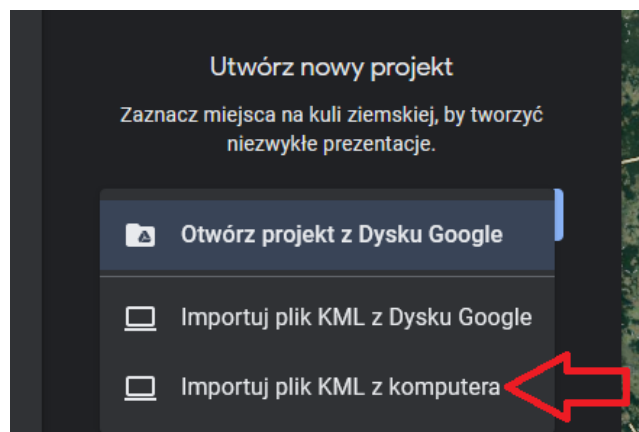 Utwórz nowy projekt
Zaznacz miejsca na kuli ziemskiej, by tworzyć
niezwykłe prezentacje.
Otwórz projekt z Dysku Google
Importuj plik KML z Dysku Google
Importuj plik KML z komputera